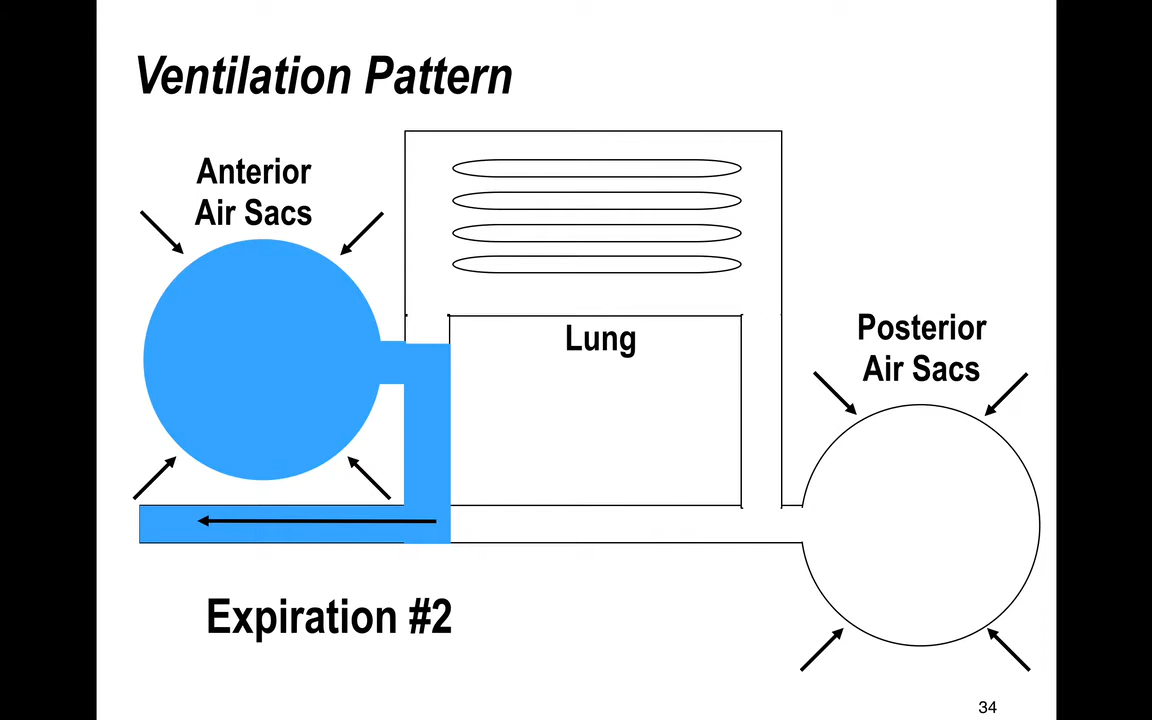 Ventilation Pattern
Anterior
Air Sacs
Lung
Posterior
Air Sacs
Expiration #2
34